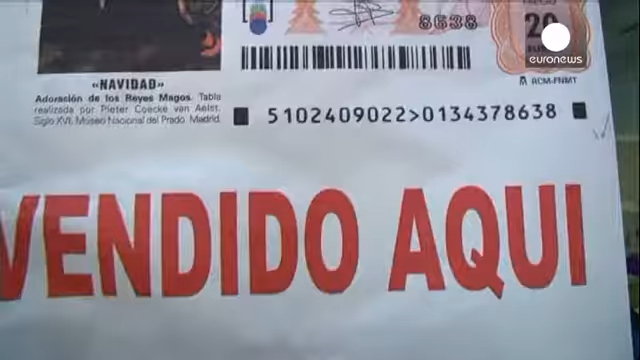 8638
20
euronews
RCM-FNMT
«NAVIDAD»
Adoración de los Reyes Magos. Tabla
realizada por Pieter Coecke van Aelst.
Siglo XVI. Museo Nacional del Prado. Madrid.
5102409022>0134378638
VENDIDO AQUI